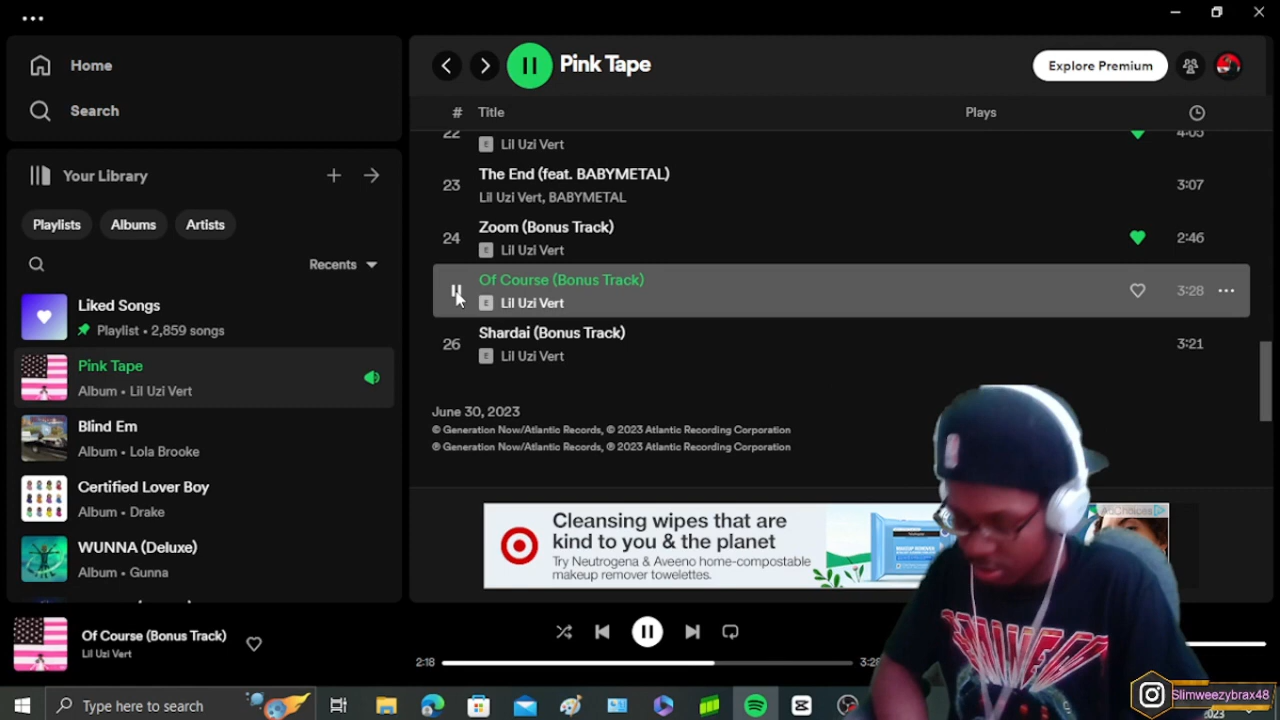 Home
Pink Tape
Explore Premium
Search
# Title Plays
22 4:05
E Lil Uzi Vert
Your Library
23 The End (feat. BABYMETAL) 3:07
Lil Uzi Vert, BABYMETAL
Playlists Albums Artists
24 Zoom (Bonus Track) 2:46
E Lil Uzi Vert
Recents
Of Course (Bonus Track) 3:28
E Lil Uzi Vert
Liked Songs
Playlist • 2,859 songs
26 Shardai (Bonus Track) 3:21
E Lil Uzi Vert
Pink Tape
Album • Lil Uzi Vert
June 30, 2023
© Generation Now/Atlantic Records, © 2023 Atlantic Recording Corporation
℗ Generation Now/Atlantic Records, ℗ 2023 Atlantic Recording Corporation
Blind Em
Album • Lola Brooke
Certified Lover Boy
Album • Drake
Cleansing wipes that are
kind to you & the planet
Try Neutrogena & Aveeno home-compostable
makeup remover towelettes.
AdChoices
WUNNA (Deluxe)
Album • Gunna
Of Course (Bonus Track)
Lil Uzi Vert
2:18 3:28
Type here to search
Slimweezybrax48